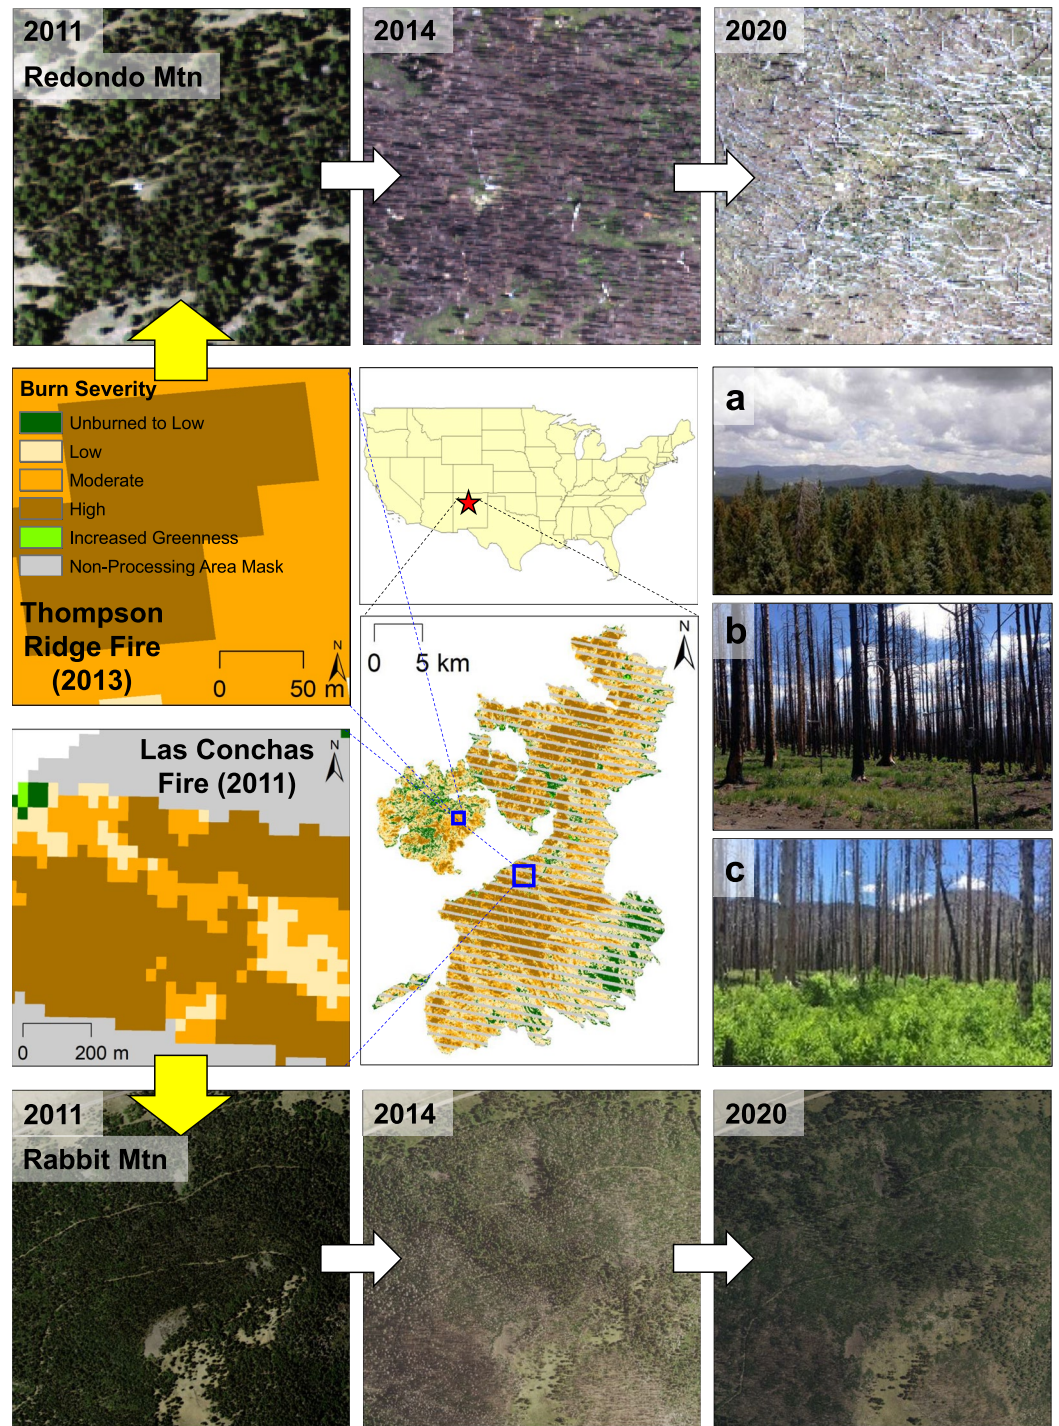 2011
Redondo Mtn
2014
2020
Burn Severity
Unburned to Low
Low
Moderate
High
Increased Greenness
Non-Processing Area Mask
Thompson
Ridge Fire
(2013)
N
0 50 m
a
b
c
N
0 5 km
Las Conchas
Fire (2011)
N
0 200 m
2011
Rabbit Mtn
2014
2020